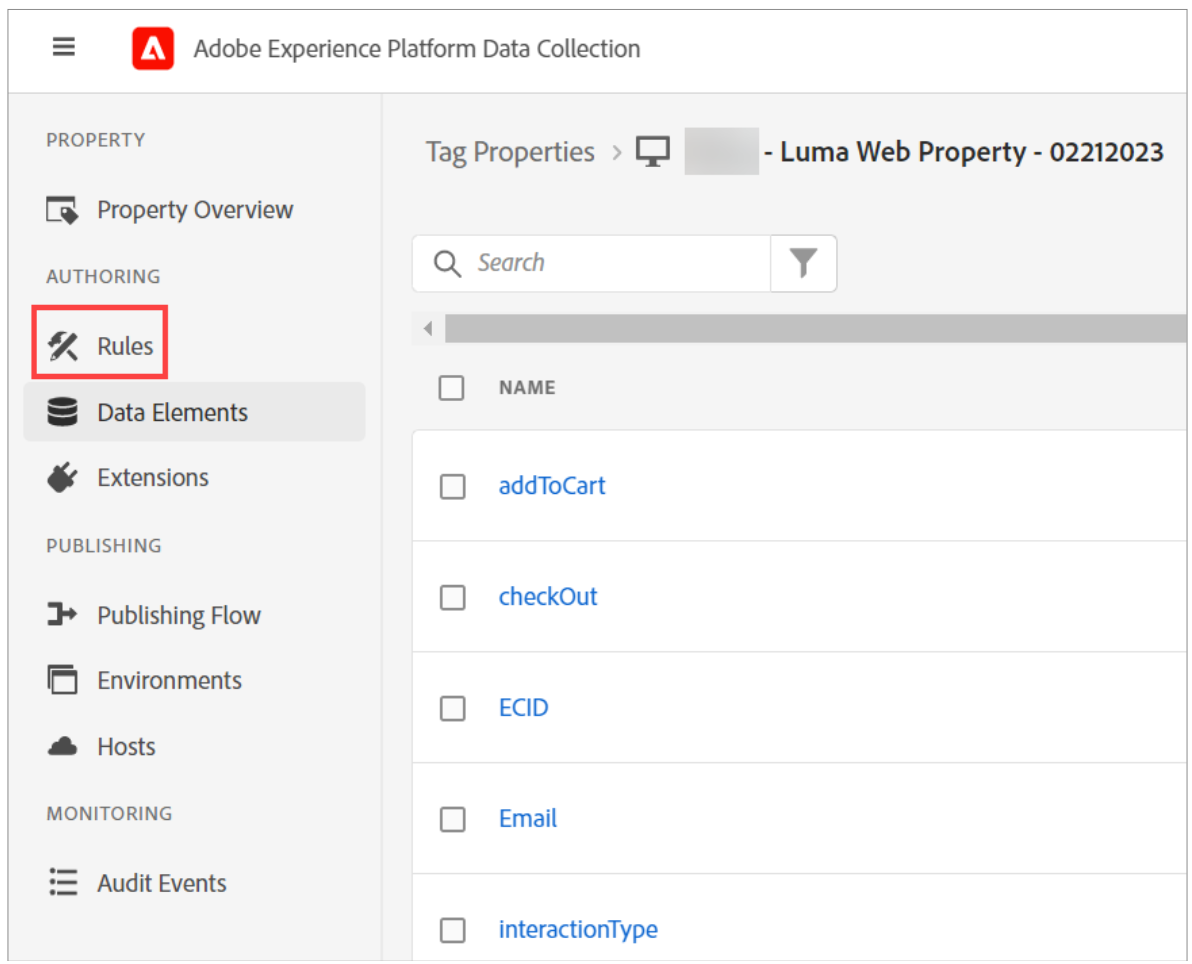 Adobe Experience Platform Data Collection
PROPERTY
Property Overview
AUTHORING
Rules
Data Elements
Extensions
PUBLISHING
Publishing Flow
Environments
Hosts
MONITORING
Audit Events
Tag Properties > - Luma Web Property - 02212023
Search
NAME
addToCart
checkOut
ECID
Email
interactionType